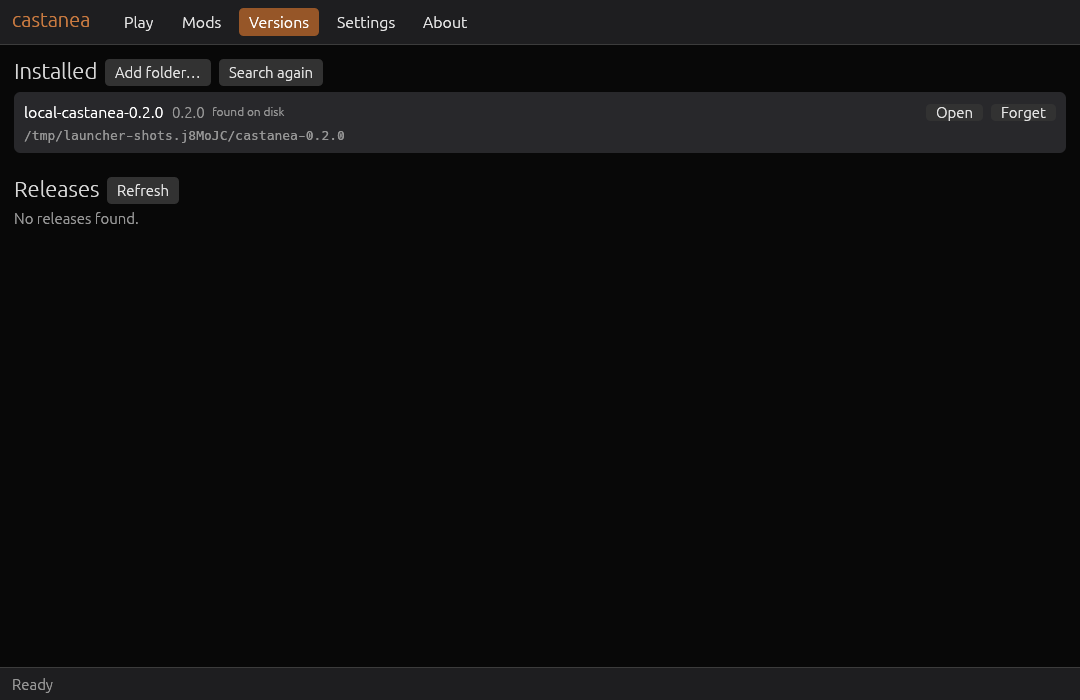 castanea Play Mods Versions Settings About
Installed Add folder... Search again
local-castanea-0.2.0 0.2.0 found on disk Open Forget
/tmp/launcher-shots.j8MoJC/castanea-0.2.0
Releases Refresh
No releases found.
Ready